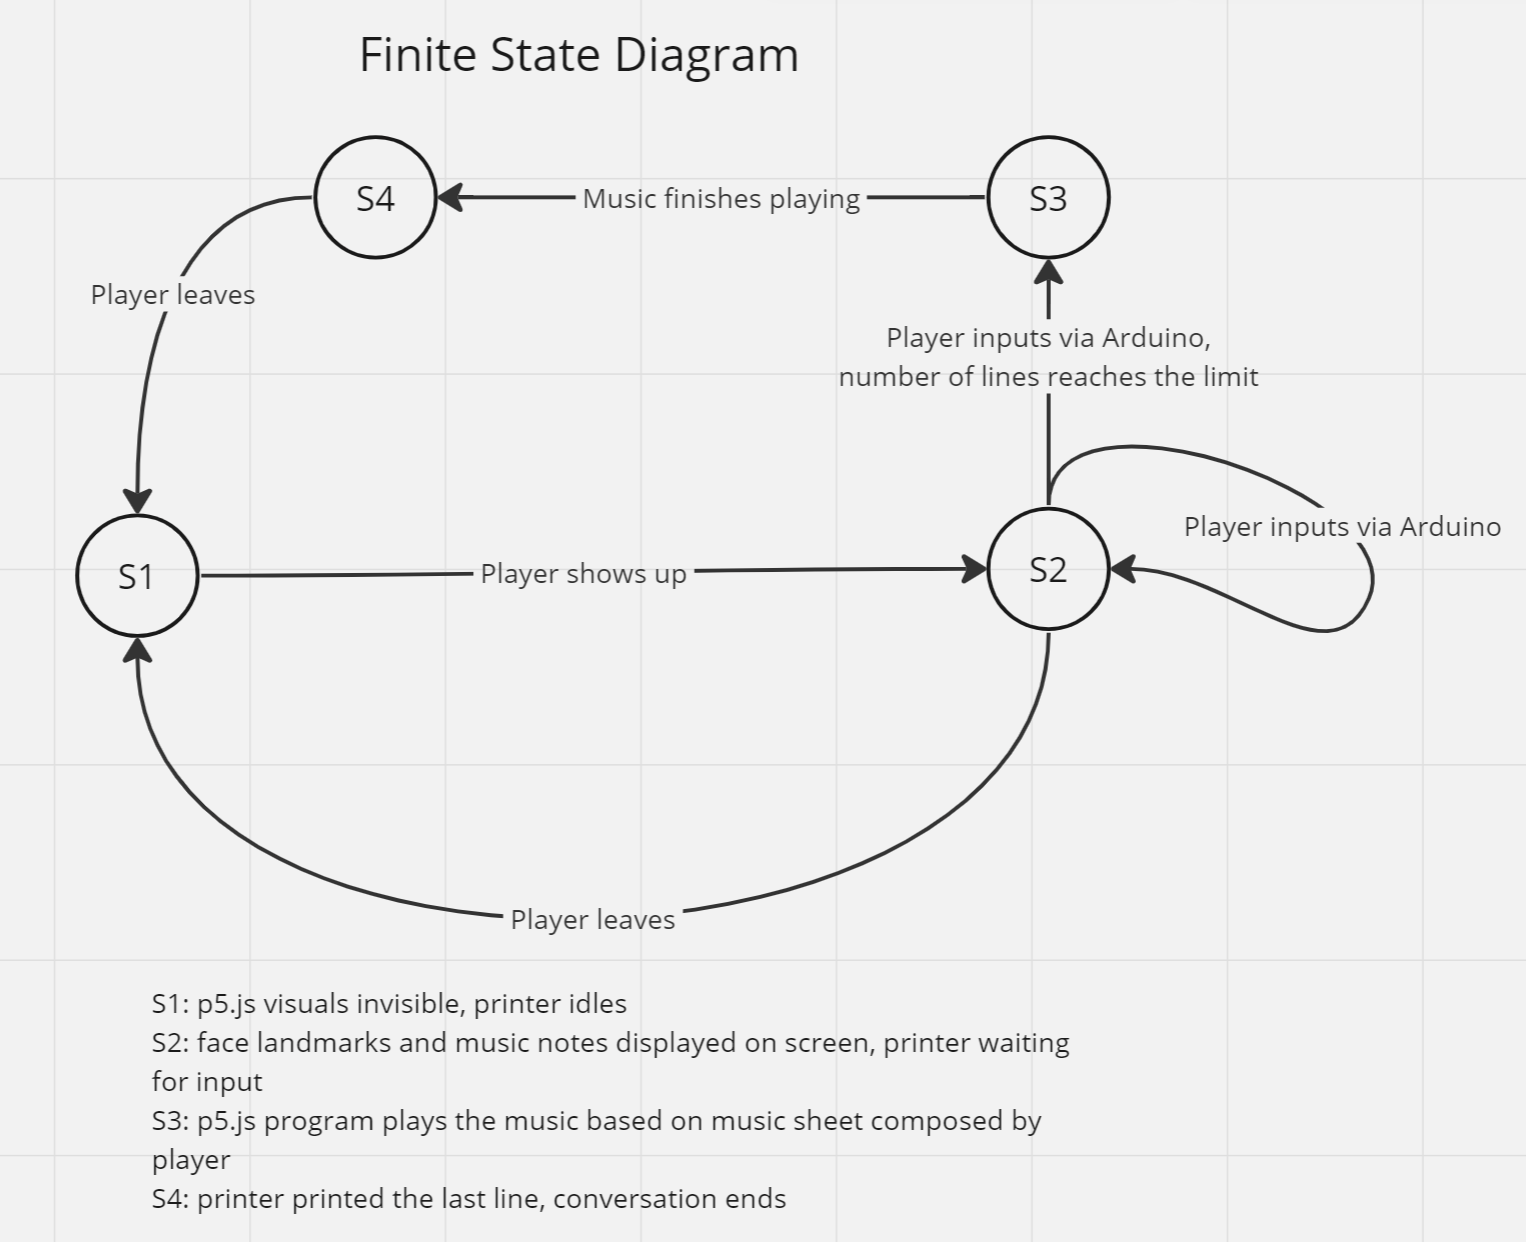 Finite State Diagram
S4
Music finishes playing
S3
Player leaves
Player inputs via Arduino,
number of lines reaches the limit
Player inputs via Arduino
S1
Player shows up
S2
Player leaves
S1: p5.js visuals invisible, printer idles
S2: face landmarks and music notes displayed on screen, printer waiting
for input
S3: p5.js program plays the music based on music sheet composed by
player
S4: printer printed the last line, conversation ends